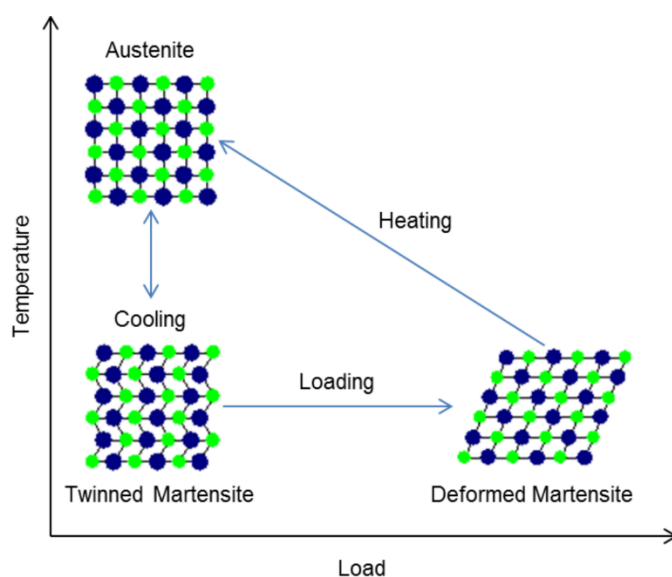 Austenite
Heating
Temperature
Cooling
Loading
Twinned Martensite
Deformed Martensite
Load